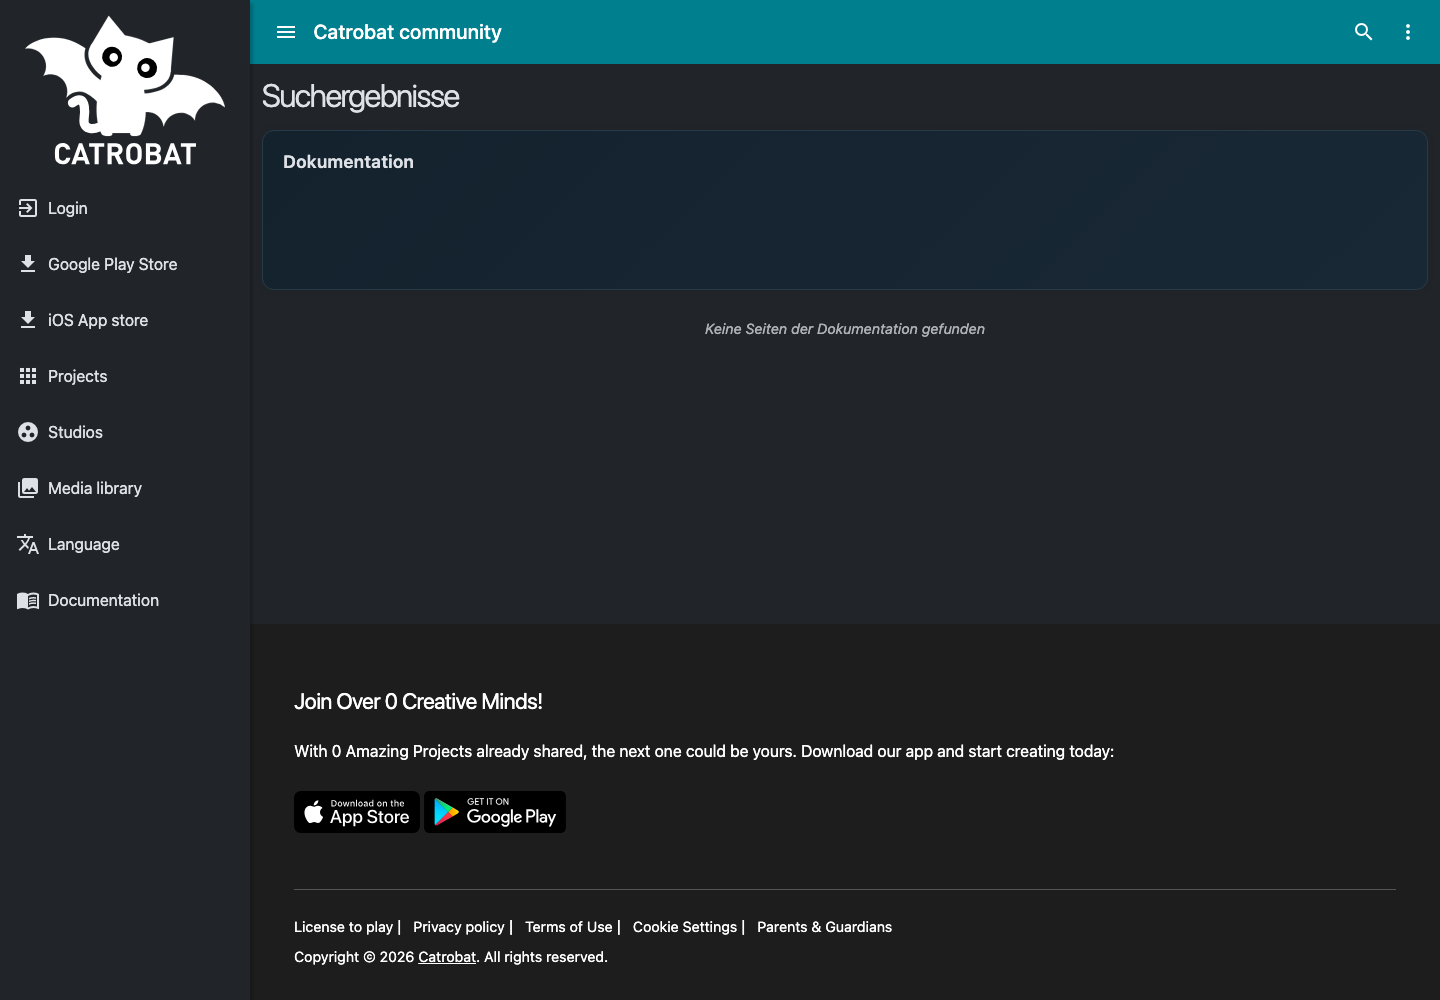 CATROBAT
Login
Google Play Store
iOS App store
Projects
Studios
Media library
Language
Documentation
Catrobat community
Suchergebnisse
Dokumentation
Keine Seiten der Dokumentation gefunden
Join Over 0 Creative Minds!
With 0 Amazing Projects already shared, the next one could be yours. Download our app and start creating today:
Download on the
App Store
GET IT ON
Google Play
License to play | Privacy policy | Terms of Use | Cookie Settings | Parents & Guardians
Copyright © 2026 Catrobat. All rights reserved.